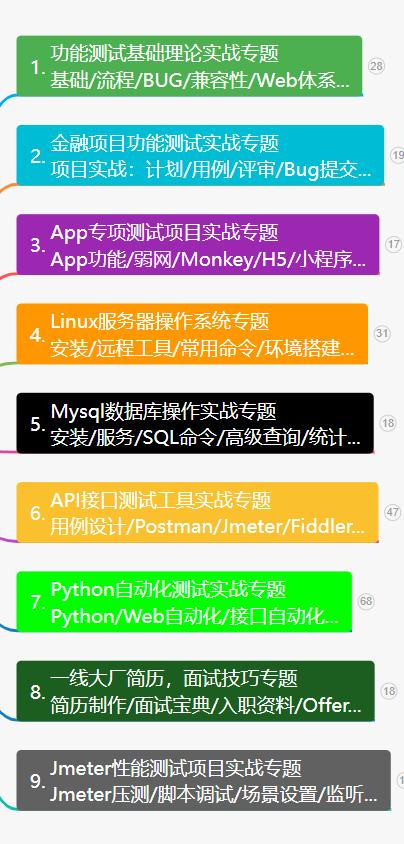 1. 功能测试基础理论实战专题
基础/流程/BUG/兼容性/Web体系...
28
2. 金融项目功能测试实战专题
项目实战：计划/用例/评审/Bug提交...
19
3. App专项测试项目实战专题
App功能/弱网/Monkey/H5/小程序...
17
4. Linux服务器操作系统专题
安装/远程工具/常用命令/环境搭建...
31
5. Mysql数据库操作实战专题
安装/服务/SQL命令/高级查询/统计...
18
6. API接口测试工具实战专题
用例设计/Postman/Jmeter/Fiddler...
47
7. Python自动化测试实战专题
Python/Web自动化/接口自动化...
68
8. 一线大厂简历，面试技巧专题
简历制作/面试宝典/入职资料/Offer...
18
9. Jmeter性能测试项目实战专题
Jmeter压测/脚本调试/场景设置/监听...